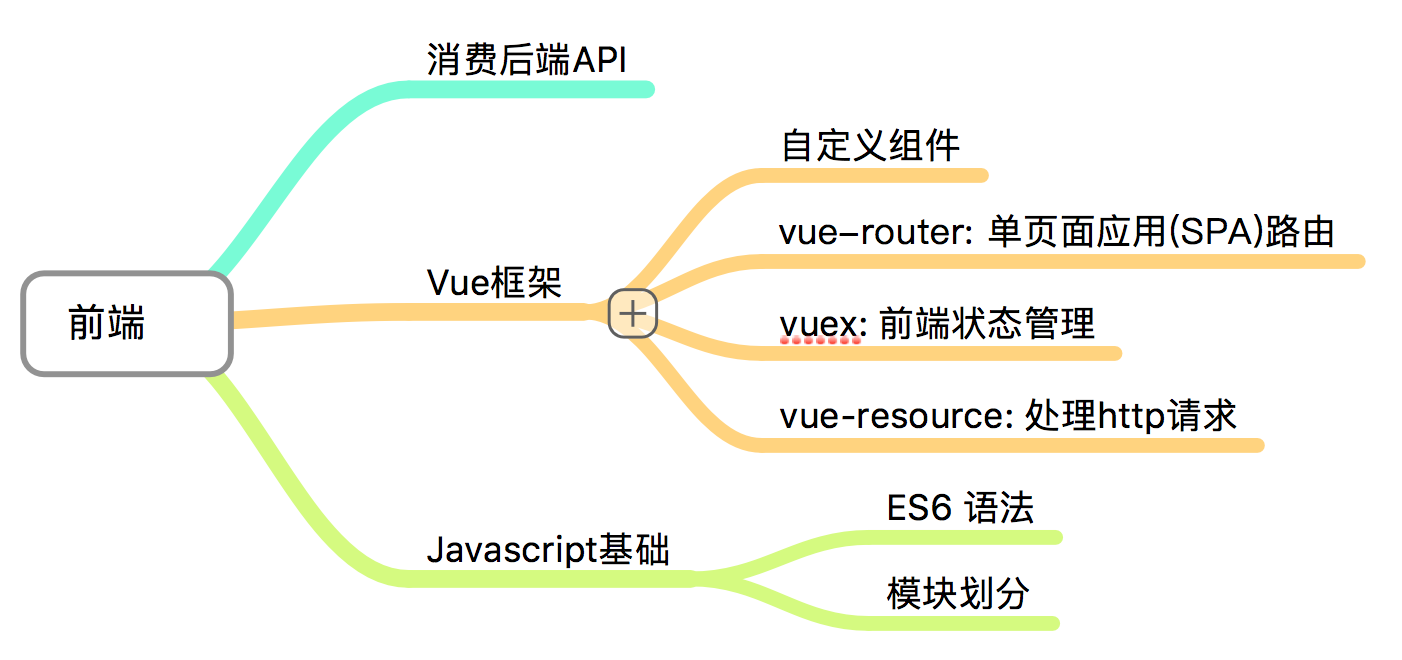 消费后端API
自定义组件
vue-router: 单页面应用(SPA)路由
Vue框架
前端
vuex: 前端状态管理
vue-resource: 处理http请求
ES6 语法
Javascript基础
模块划分